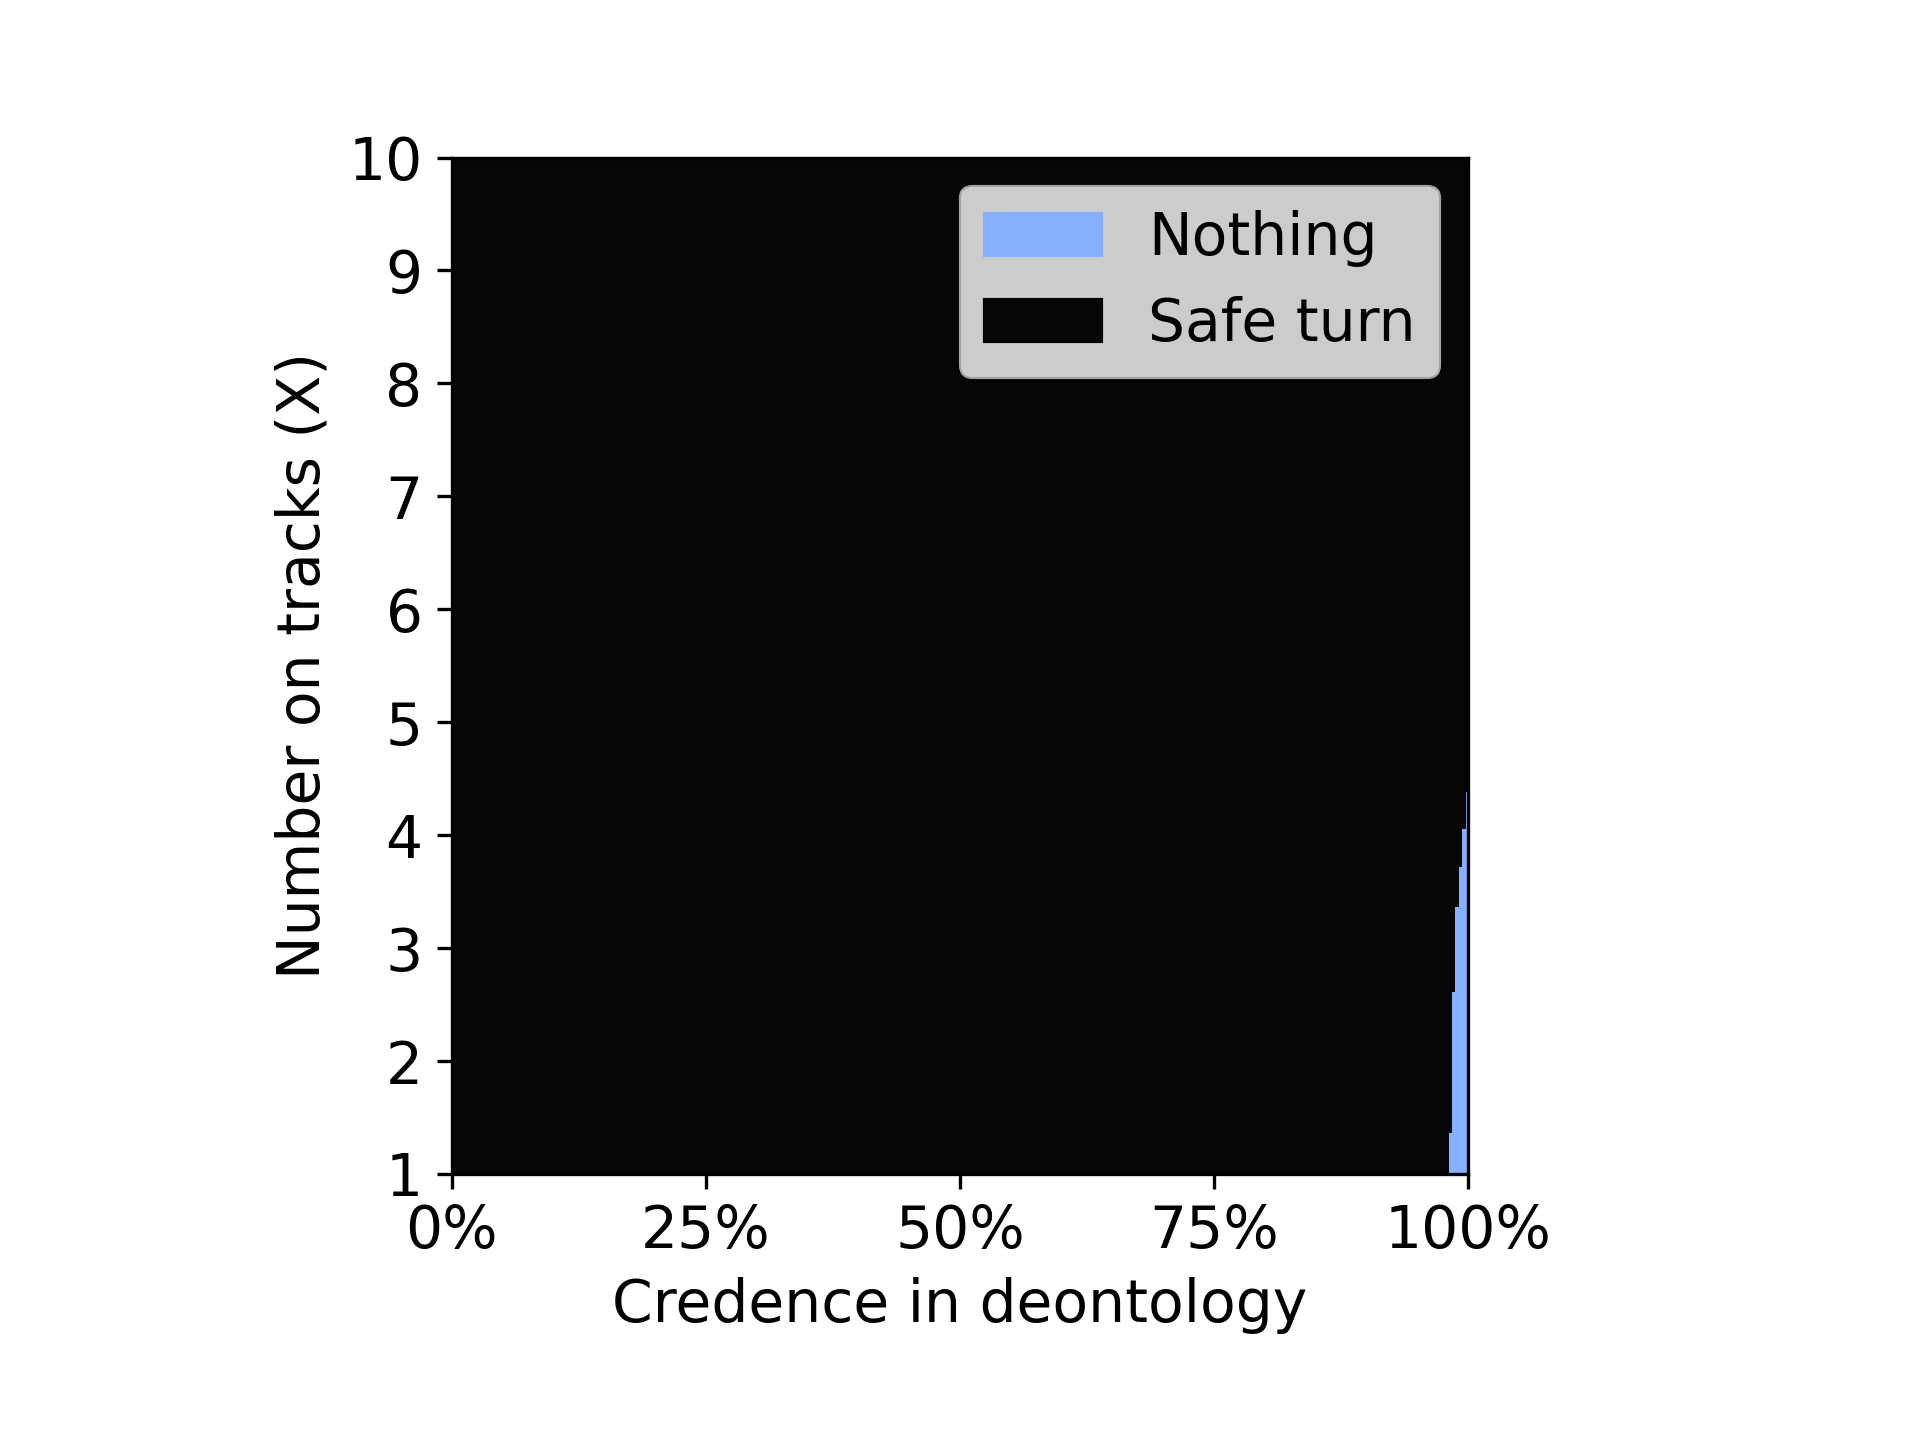 10
9
8
7
6
5
4
3
2
1
Number on tracks (X)
Nothing
Safe turn
0% 25% 50% 75% 100%
Credence in deontology